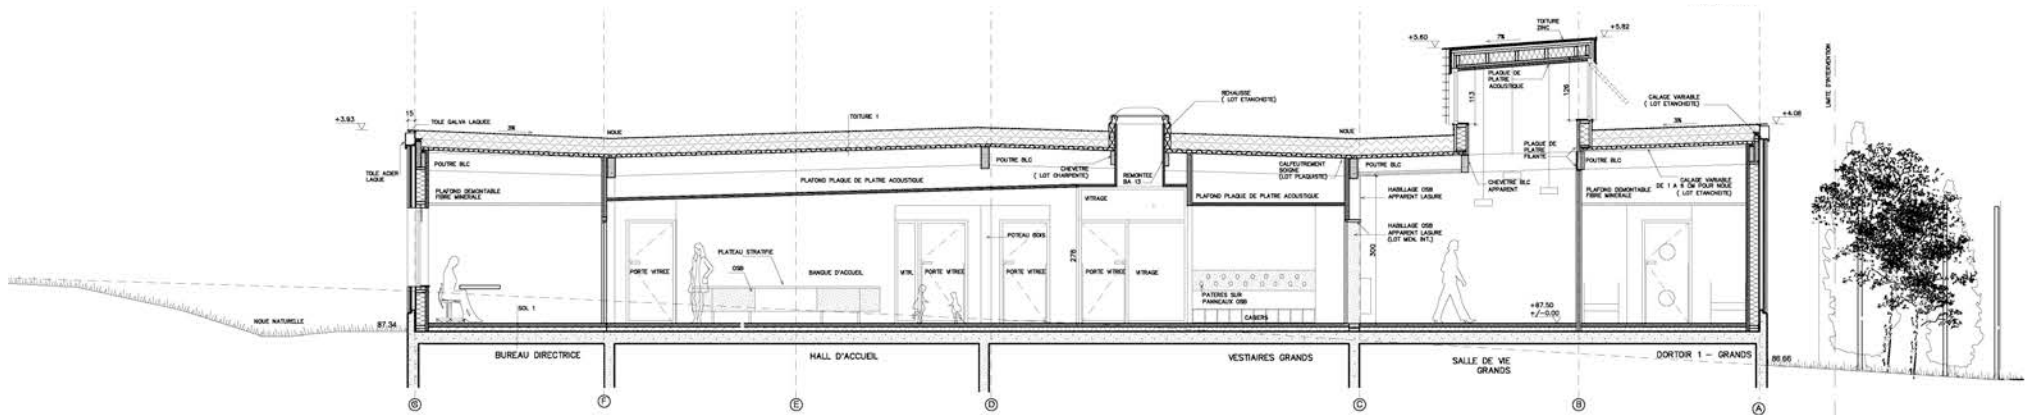 TOITURE
ZINC
+5.82
+5.60
7%
PLAQUE DE
PLATRE
ACOUSTIQUE
113
126
LIMITE D'INTERVENTION
CALAGE VARIABLE
( LOT ETANCHEITE)
+4.08
3%
REHAUSSE
( LOT ETANCHEITE)
15
TOLE GALVA LAQUEE
+3.93
3%
NOUE
TOITURE 1
NOUE
TOLE ACIER
LAQUE
POUTRE BLC
POUTRE BLC
CHEVETRE
( LOT CHARPENTE)
REMONTEE
BA 13
CALFEUTREMENT
SOIGNE
(LOT PLAQUISTE)
POUTRE BLC
CHEVETRE BLC
APPARENT
PLAQUE DE
PLATRE
FILANTE
POUTRE BLC
CALAGE VARIABLE
DE 1 A 6 CM POUR NOUE
( LOT ETANCHEITE)
PLAFOND DEMONTABLE
FIBRE MINERALE
PLAFOND PLAQUE DE PLATRE ACOUSTIQUE
VITRAGE
PLAFOND PLAQUE DE PLATRE ACOUSTIQUE
HABILLAGE OSB
APPARENT LASURE
PLAFOND DEMONTABLE
FIBRE MINERALE
HABILLAGE OSB
APPARENT LASURE
(LOT MEN. INT.)
POTEAU BOIS
278
300
PLATEAU STRATIFIE
OSB
PORTE VITREE
BANQUE D'ACCUEIL
VITR.
PORTE VITREE
PORTE VITREE
PORTE VITREE
VITRAGE
PATERES SUR
PANNEAUX OSB
CASIERS
+87.50
+/-0.00
SOL 1
NOUE NATURELLE
87.34
86.66
BUREAU DIRECTRICE
HALL D'ACCUEIL
VESTIAIRES GRANDS
SALLE DE VIE
GRANDS
DORTOIR 1 - GRANDS
G
F
E
D
C
B
A